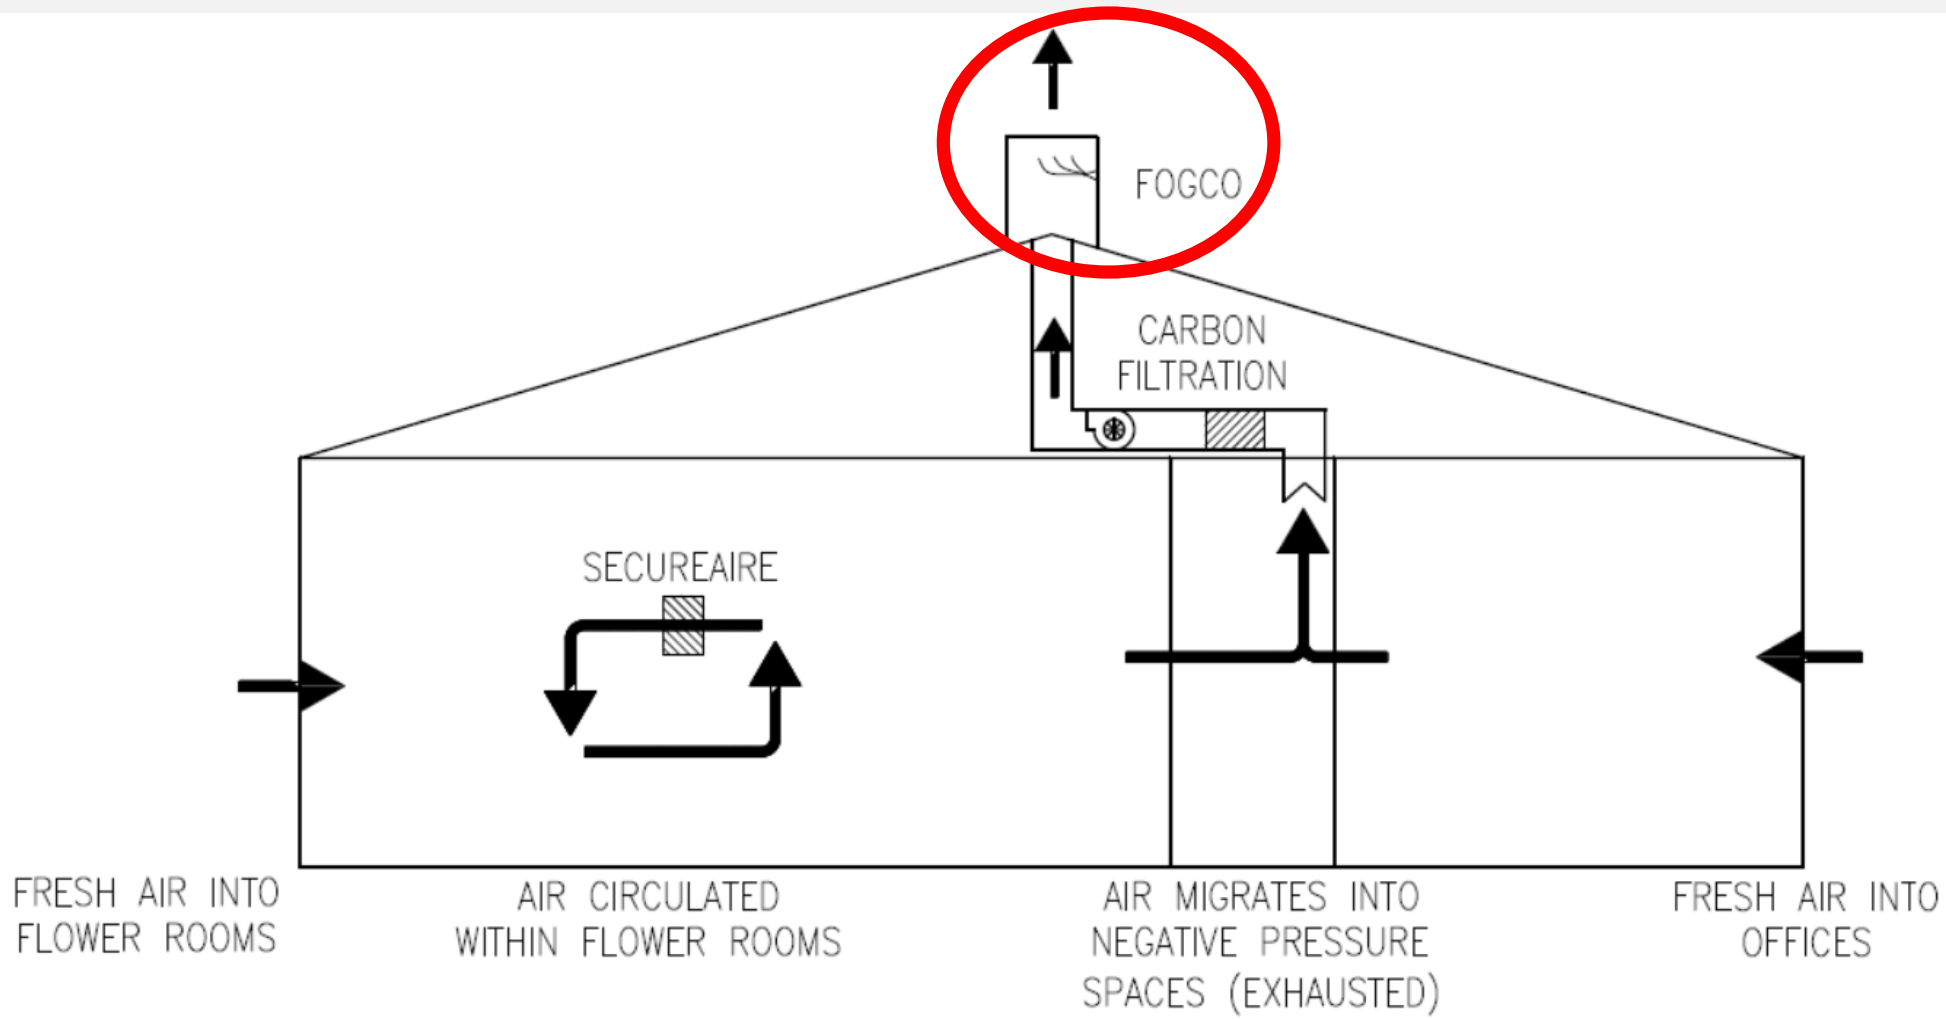 FOGCO
CARBON
FILTRATION
SECUREAIRE
FRESH AIR INTO
FLOWER ROOMS
AIR CIRCULATED
WITHIN FLOWER ROOMS
AIR MIGRATES INTO
NEGATIVE PRESSURE
SPACES (EXHAUSTED)
FRESH AIR INTO
OFFICES